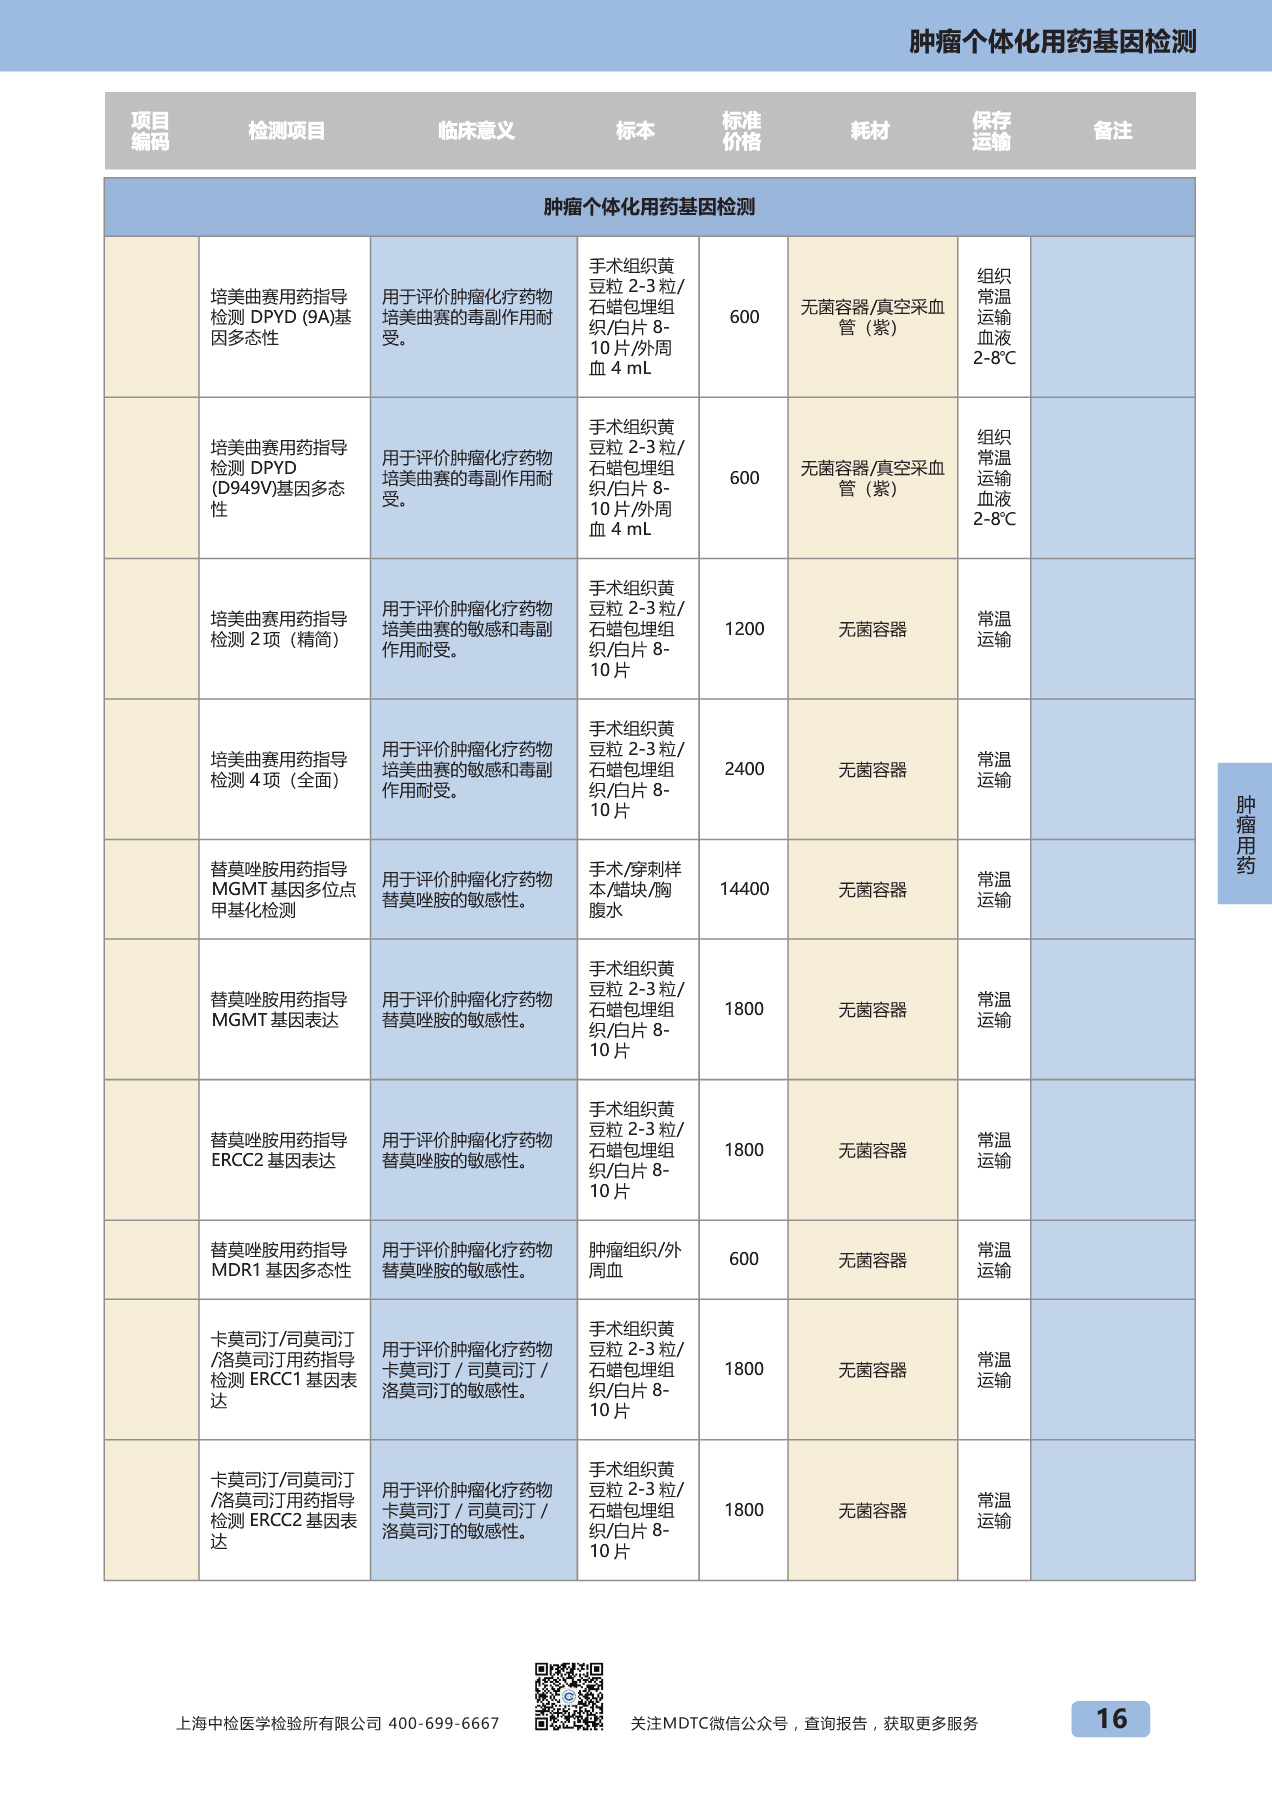 肿瘤个体化用药基因检测
项目
编码
检测项目
临床意义
标本
标准
价格
耗材
保存
运输
备注
肿瘤个体化用药基因检测
培美曲赛用药指导
检测 DPYD (9A)基
因多态性
用于评价肿瘤化疗药物
培美曲赛的毒副作用耐
受。
手术组织黄
豆粒 2-3 粒/
石蜡包埋组
织/白片 8-
10 片/外周
血 4 mL
600
无菌容器/真空采血
管（紫）
组织
常温
运输
血液
2-8℃
培美曲赛用药指导
检测 DPYD
(D949V)基因多态
性
用于评价肿瘤化疗药物
培美曲赛的毒副作用耐
受。
手术组织黄
豆粒 2-3 粒/
石蜡包埋组
织/白片 8-
10 片/外周
血 4 mL
600
无菌容器/真空采血
管（紫）
组织
常温
运输
血液
2-8℃
培美曲赛用药指导
检测 2 项（精简）
用于评价肿瘤化疗药物
培美曲赛的敏感和毒副
作用耐受。
手术组织黄
豆粒 2-3 粒/
石蜡包埋组
织/白片 8-
10 片
1200
无菌容器
常温
运输
培美曲赛用药指导
检测 4 项（全面）
用于评价肿瘤化疗药物
培美曲赛的敏感和毒副
作用耐受。
手术组织黄
豆粒 2-3 粒/
石蜡包埋组
织/白片 8-
10 片
2400
无菌容器
常温
运输
替莫唑胺用药指导
MGMT 基因多位点
甲基化检测
用于评价肿瘤化疗药物
替莫唑胺的敏感性。
手术/穿刺样
本/蜡块/胸
腹水
14400
无菌容器
常温
运输
替莫唑胺用药指导
MGMT 基因表达
用于评价肿瘤化疗药物
替莫唑胺的敏感性。
手术组织黄
豆粒 2-3 粒/
石蜡包埋组
织/白片 8-
10 片
1800
无菌容器
常温
运输
替莫唑胺用药指导
ERCC2 基因表达
用于评价肿瘤化疗药物
替莫唑胺的敏感性。
手术组织黄
豆粒 2-3 粒/
石蜡包埋组
织/白片 8-
10 片
1800
无菌容器
常温
运输
替莫唑胺用药指导
MDR1 基因多态性
用于评价肿瘤化疗药物
替莫唑胺的敏感性。
肿瘤组织/外
周血
600
无菌容器
常温
运输
卡莫司汀/司莫司汀
/洛莫司汀用药指导
检测 ERCC1 基因表
达
用于评价肿瘤化疗药物
卡莫司汀 / 司莫司汀 /
洛莫司汀的敏感性。
手术组织黄
豆粒 2-3 粒/
石蜡包埋组
织/白片 8-
10 片
1800
无菌容器
常温
运输
卡莫司汀/司莫司汀
/洛莫司汀用药指导
检测 ERCC2 基因表
达
用于评价肿瘤化疗药物
卡莫司汀 / 司莫司汀 /
洛莫司汀的敏感性。
手术组织黄
豆粒 2-3 粒/
石蜡包埋组
织/白片 8-
10 片
1800
无菌容器
常温
运输
肿瘤用药
上海中检医学检验所有限公司 400-699-6667
关注MDTC微信公众号，查询报告，获取更多服务
16